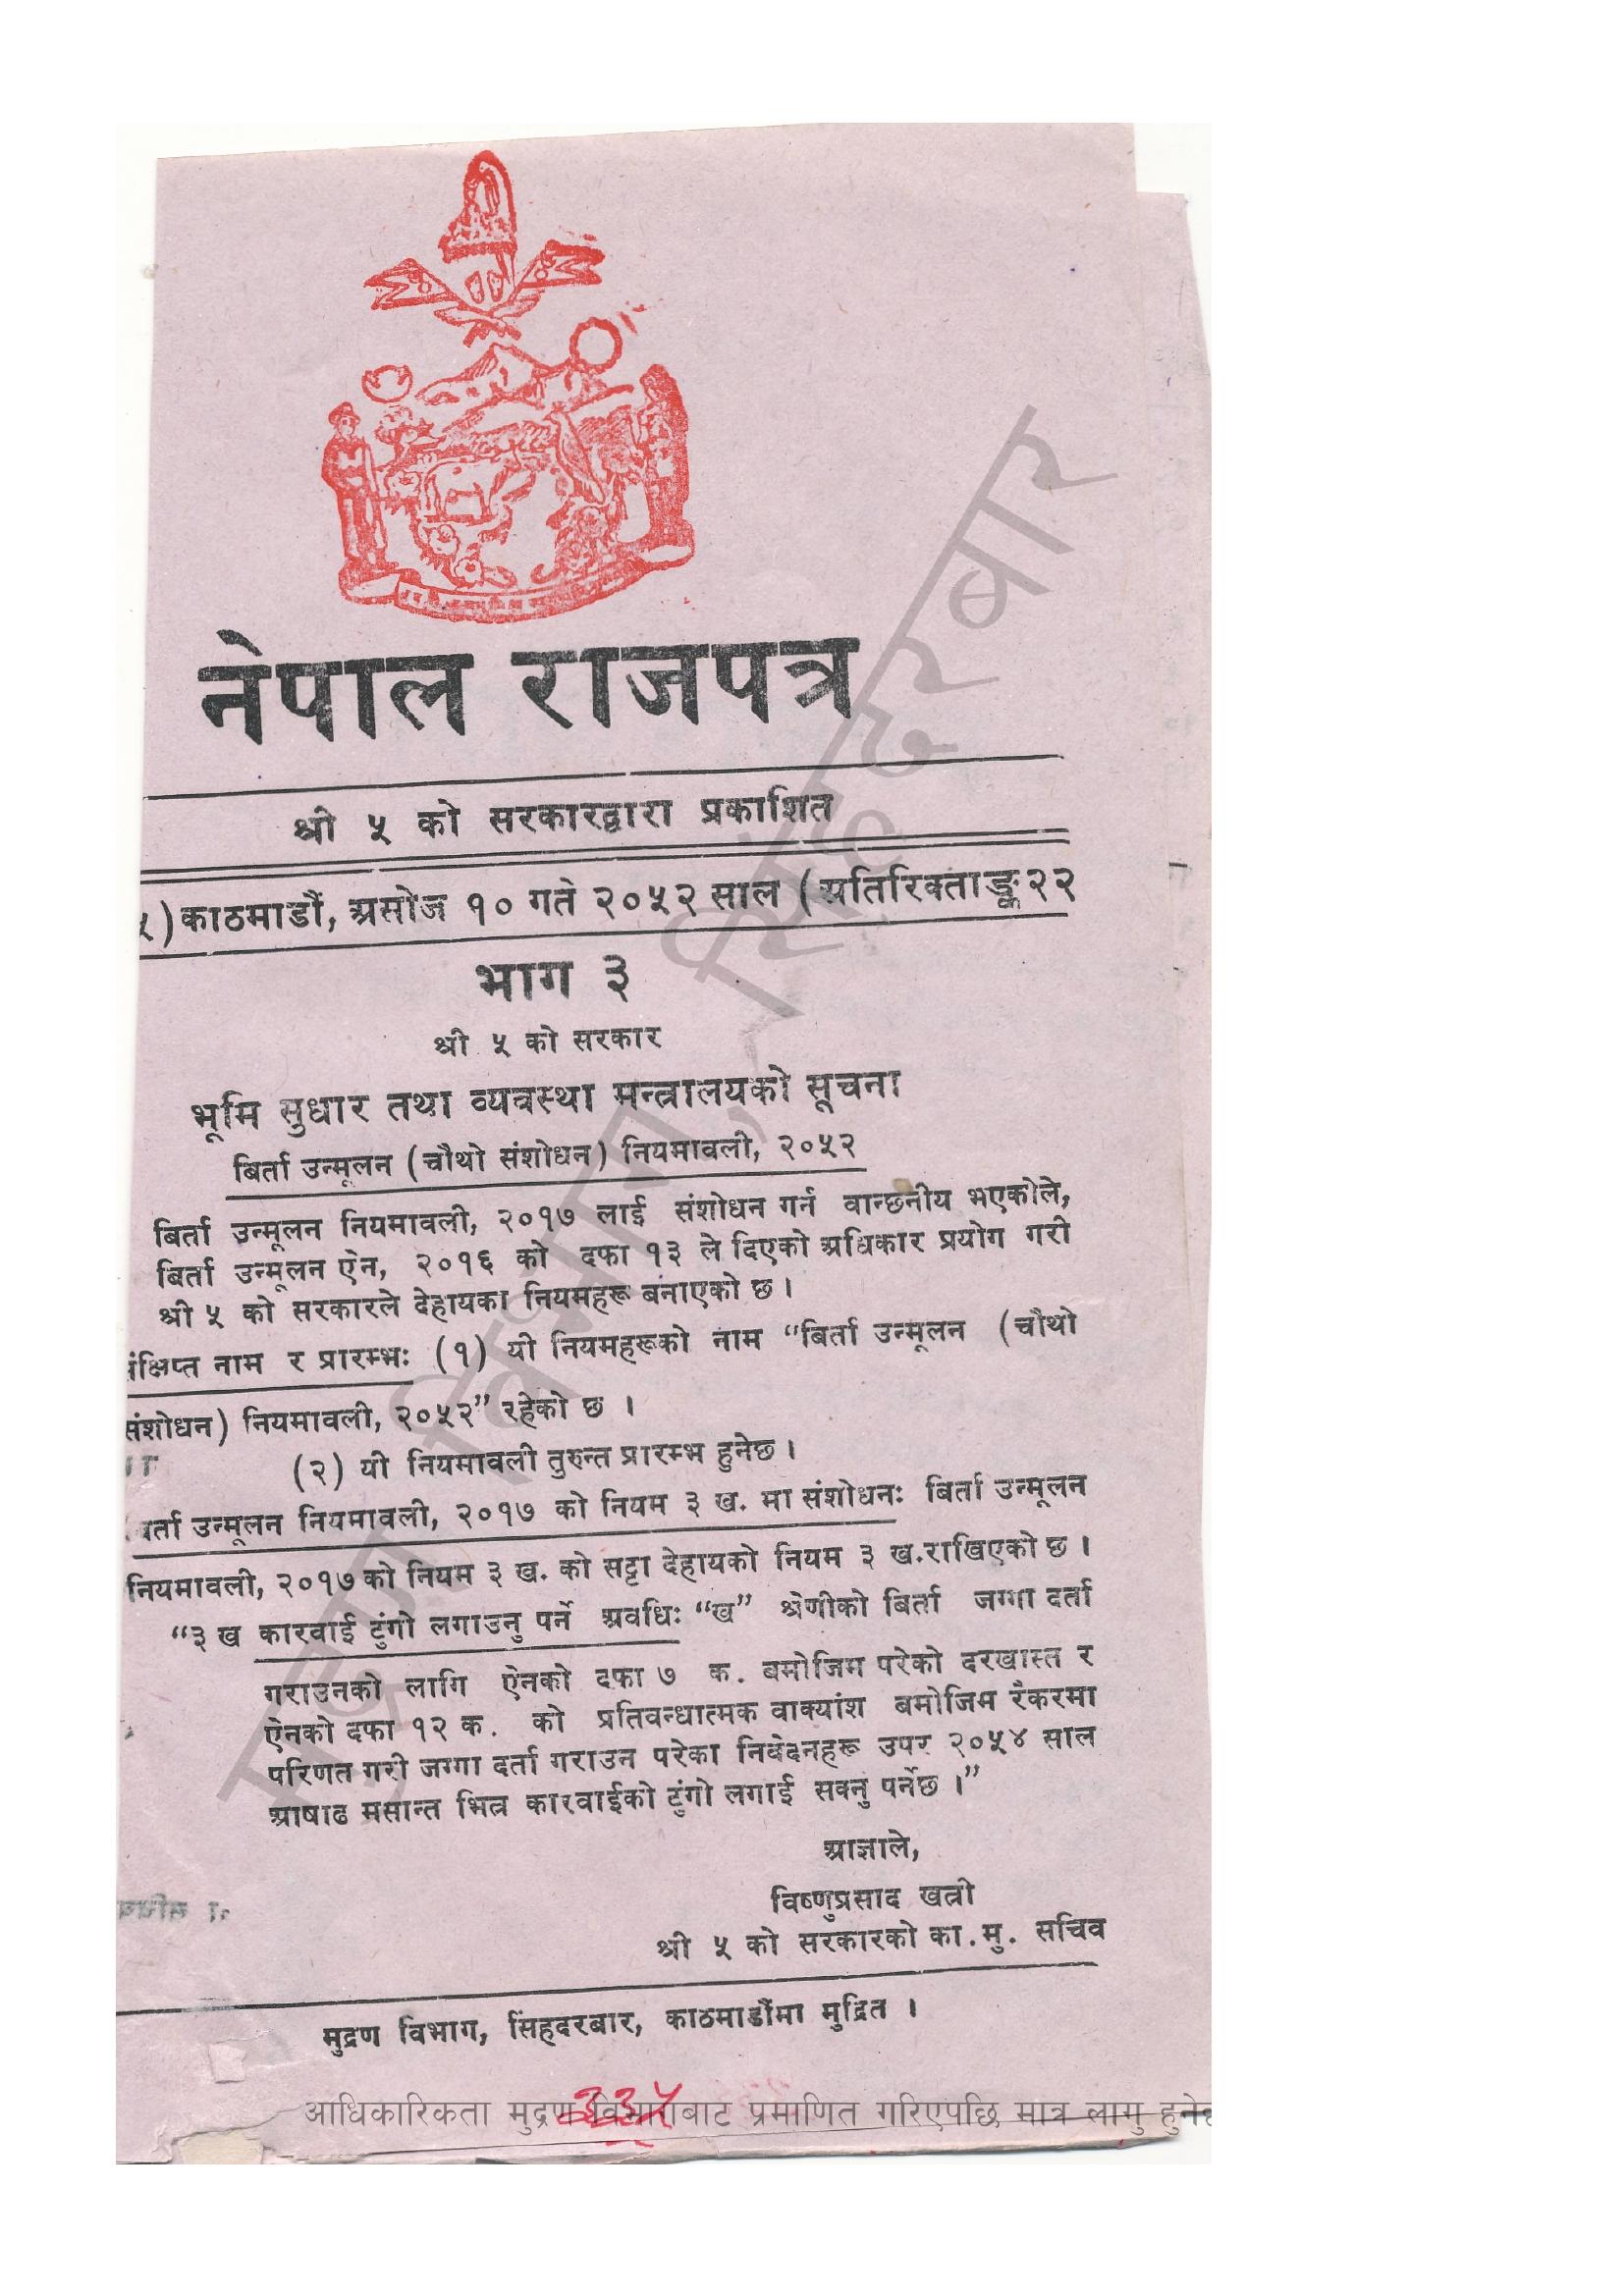 नेपाल राजपत्र
श्री ५ को सरकारद्वारा प्रकाशित
५) काठमाडौं, असोज १० गते २०५२ साल (अतिरिक्ताङ्क २२
भाग ३
श्री ५ को सरकार
भूमि सुधार तथा व्यवस्था मन्त्रालयको सूचना
बिर्ता उन्मूलन (चौथो संशोधन) नियमावली, २०५२
बिर्ता उन्मूलन नियमावली, २०१७ लाई संशोधन गर्न वान्छनीय भएकोले,
बिर्ता उन्मूलन ऐन, २०१६ को दफा १३ ले दिएको अधिकार प्रयोग गरी
श्री ५ को सरकारले देहायका नियमहरू बनाएको छ ।
ंक्षिप्त नाम र प्रारम्भः (१) यी नियमहरूको नाम “बिर्ता उन्मूलन (चौथो
संशोधन) नियमावली, २०५२” रहेको छ ।
(२) यी नियमावली तुरुन्त प्रारम्भ हुनेछ ।
बिर्ता उन्मूलन नियमावली, २०१७ को नियम ३ ख. मा संशोधनः बिर्ता उन्मूलन
नियमावली, २०१७ को नियम ३ ख. को सट्टा देहायको नियम ३ ख. राखिएको छ ।
“३ ख कारवाई टुंगो लगाउनु पर्ने अवधिः “ख” श्रेणीको बिर्ता जग्गा दर्ता
गराउनको लागि ऐनको दफा ७ क. बमोजिम परेको दरखास्त र
ऐनको दफा १२ क. को प्रतिवन्धात्मक वाक्यांश बमोजिम रैकरमा
परिणत गरी जग्गा दर्ता गराउन परेका निवेदनहरू उपर २०५४ साल
आषाढ मसान्त भित्र कारवाईको टुंगो लगाई सक्नु पर्नेछ ।”
आज्ञाले,
विष्णुप्रसाद खत्री
श्री ५ को सरकारको का. मु. सचिव
मुद्रण विभाग, सिंहदरबार, काठमाडौंमा मुद्रित ।
३३५
आधिकारिकता मुद्रण विभागबाट प्रमाणित गरिएपछि मात्र लागु हुनेछ
मुद्रण विभाग, सिंहदरबार